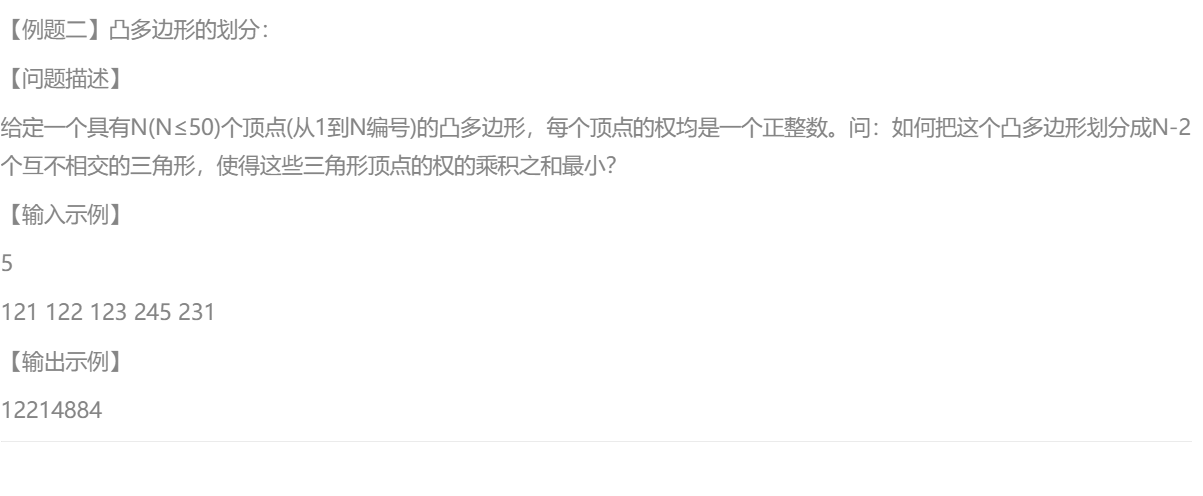 【例题二】凸多边形的划分：
【问题描述】
给定一个具有N(N≤50)个顶点(从1到N编号)的凸多边形，每个顶点的权均是一个正整数。问：如何把这个凸多边形划分成N-2
个互不相交的三角形，使得这些三角形顶点的权的乘积之和最小？
【输入示例】
5
121 122 123 245 231
【输出示例】
12214884